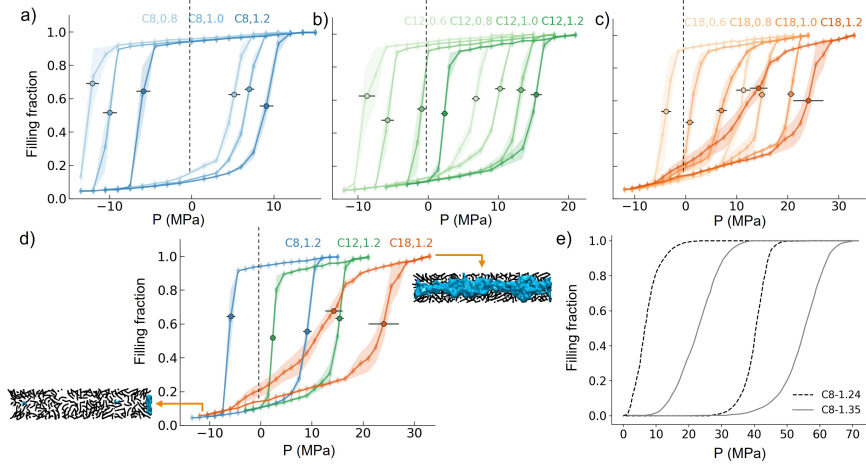 a)
C8,0.8 C8,1.0 C8,1.2
Filling fraction
1.0
0.8
0.6
0.4
0.2
0.0
−10 0 10
P (MPa)
b)
C12,0.6 C12,0.8 C12,1.0 C12,1.2
−10 0 10 20
P (MPa)
c)
C18,0.6 C18,0.8 C18,1.0 C18,1.2
−10 0 10 20 30
P (MPa)
d)
C8,1.2 C12,1.2 C18,1.2
Filling fraction
1.0
0.8
0.6
0.4
0.2
0.0
−10 0 10 20 30
P (MPa)
e)
Filling fraction
1.0
0.8
0.6
0.4
0.2
0.0
0 10 20 30 40 50 60 70
P (MPa)
C8-1.24
C8-1.35